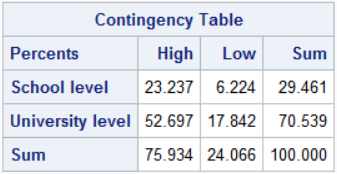 Contingency Table
Percents High Low Sum
School level 23.237 6.224 29.461
University level 52.697 17.842 70.539
Sum 75.934 24.066 100.000